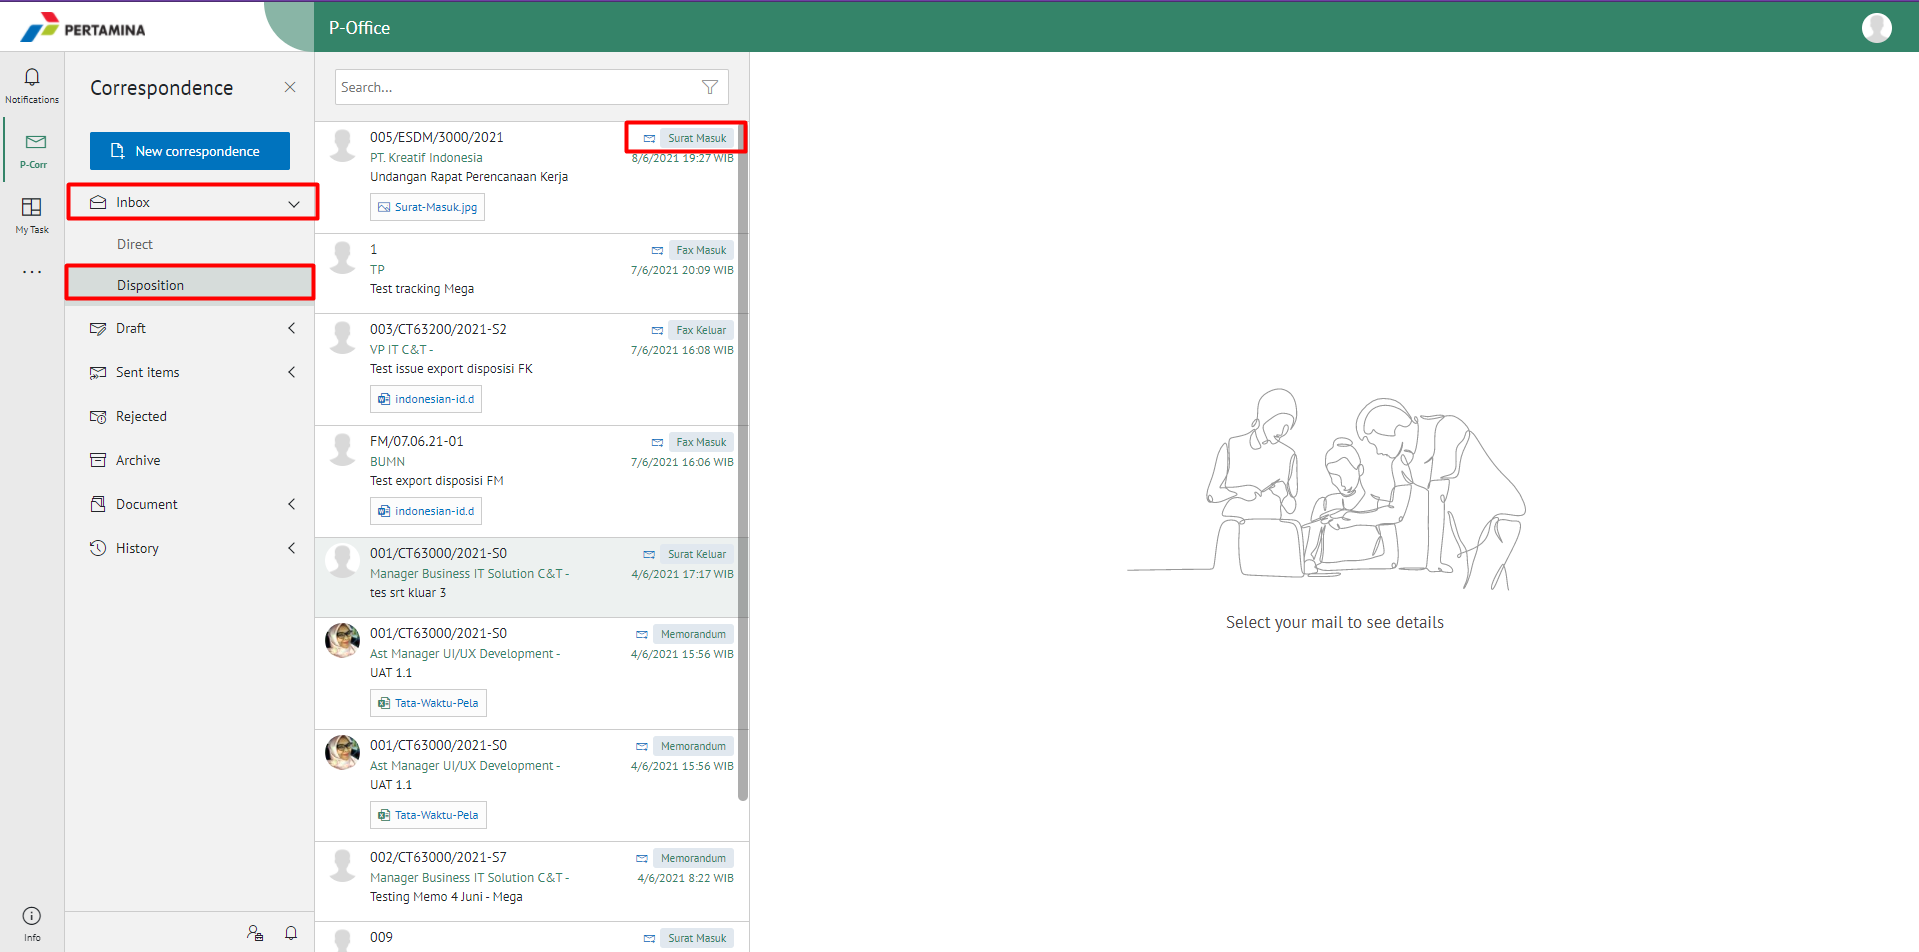 PERTAMINA
P-Office
Notifications
P-Corr
My Task
Info
Correspondence
New correspondence
Inbox
Direct
Disposition
Draft
Sent items
Rejected
Archive
Document
History
Search...
005/ESDM/3000/2021
Surat Masuk
PT. Kreatif Indonesia
8/6/2021 19:27 WIB
Undangan Rapat Perencanaan Kerja
Surat-Masuk.jpg
1
Fax Masuk
TP
7/6/2021 20:09 WIB
Test tracking Mega
003/CT63200/2021-S2
Fax Keluar
VP IT C&T -
7/6/2021 16:08 WIB
Test issue export disposisi FK
indonesian-id.d
FM/07.06.21-01
Fax Masuk
BUMN
7/6/2021 16:06 WIB
Test export disposisi FM
indonesian-id.d
001/CT63000/2021-S0
Surat Keluar
Manager Business IT Solution C&T -
4/6/2021 17:17 WIB
tes srt kluar 3
001/CT63000/2021-S0
Memorandum
Ast Manager UI/UX Development -
4/6/2021 15:56 WIB
UAT 1.1
Tata-Waktu-Pela
001/CT63000/2021-S0
Memorandum
Ast Manager UI/UX Development -
4/6/2021 15:56 WIB
UAT 1.1
Tata-Waktu-Pela
002/CT63000/2021-S7
Memorandum
Manager Business IT Solution C&T -
4/6/2021 8:22 WIB
Testing Memo 4 Juni - Mega
009
Surat Masuk
Select your mail to see details